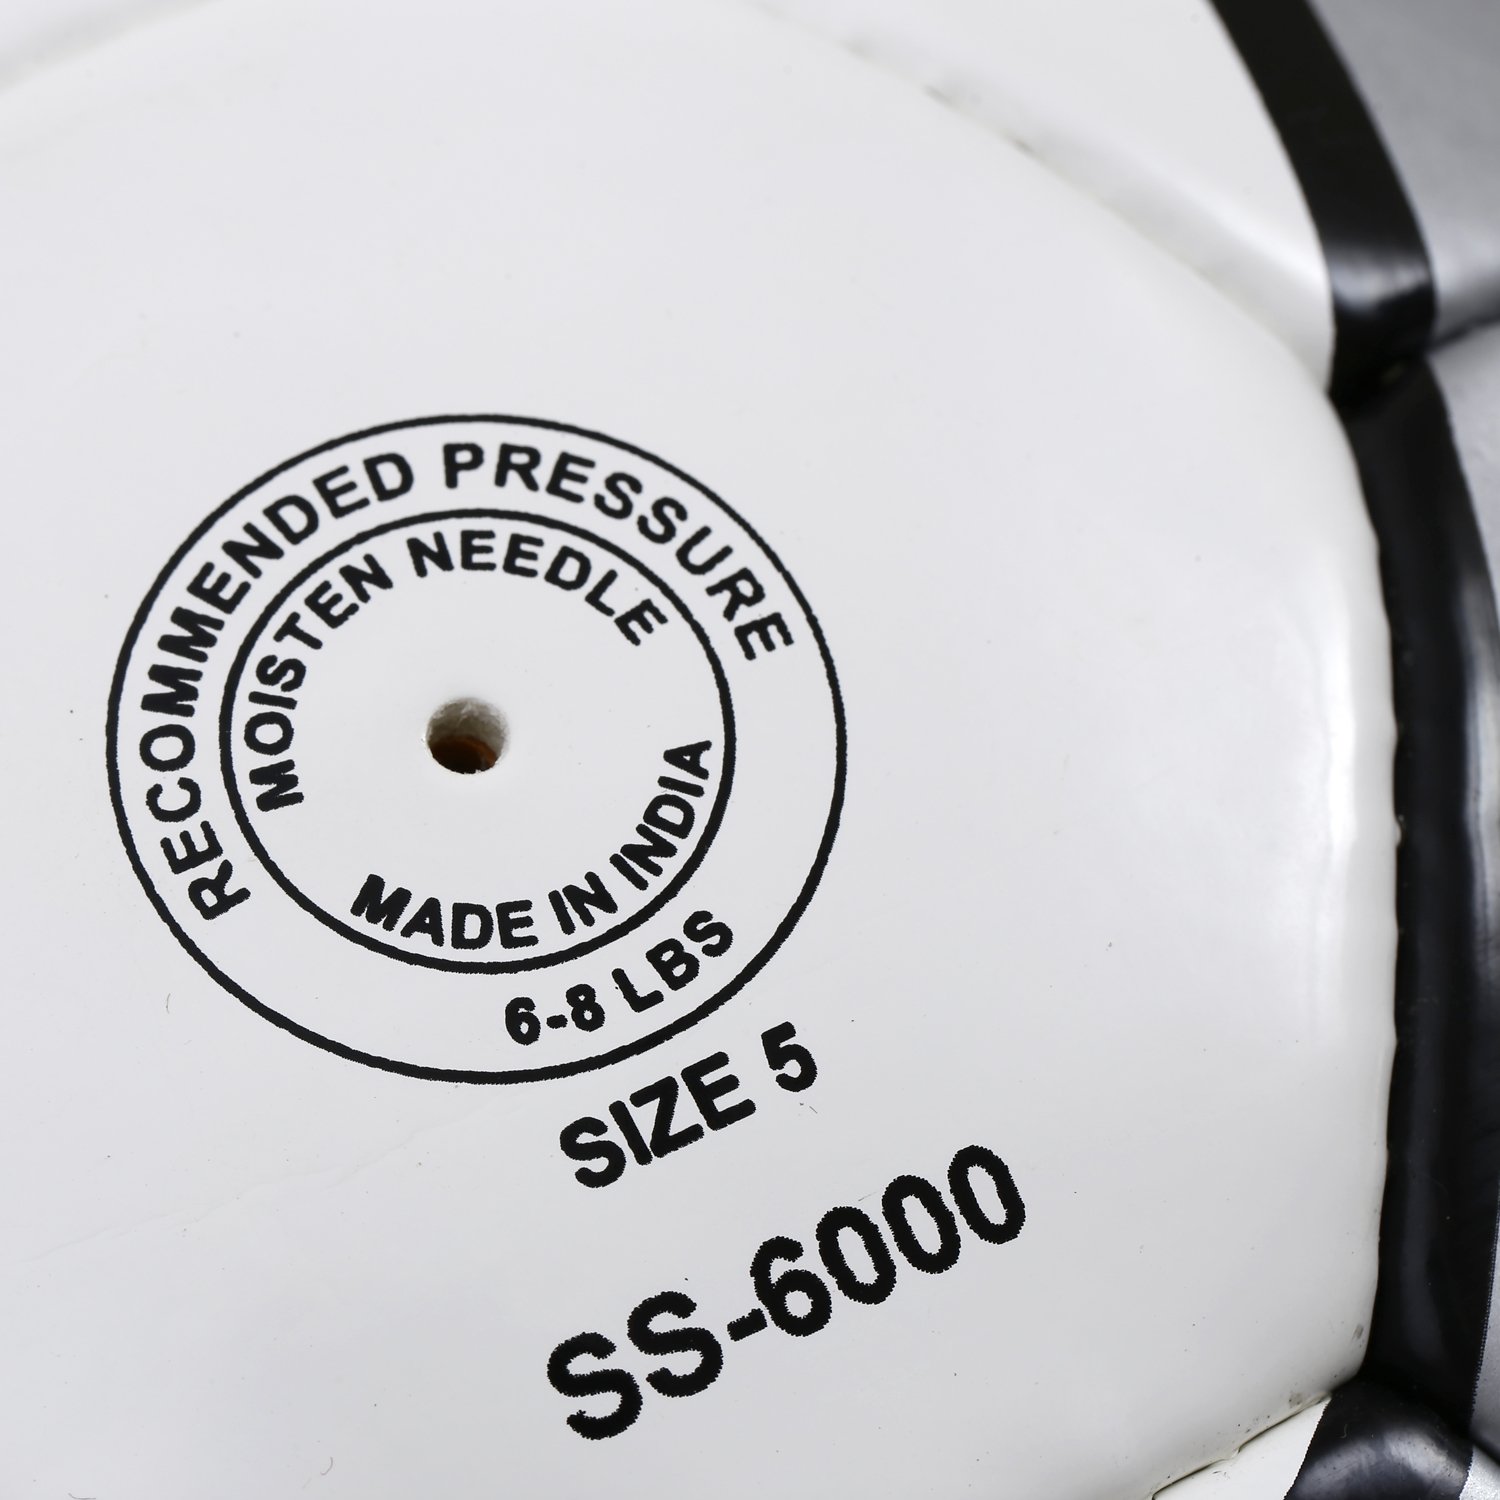 RECOMMENDED PRESSURE
MOISTEN NEEDLE
MADE IN INDIA
6-8 LBS
SIZE 5
SS-6000